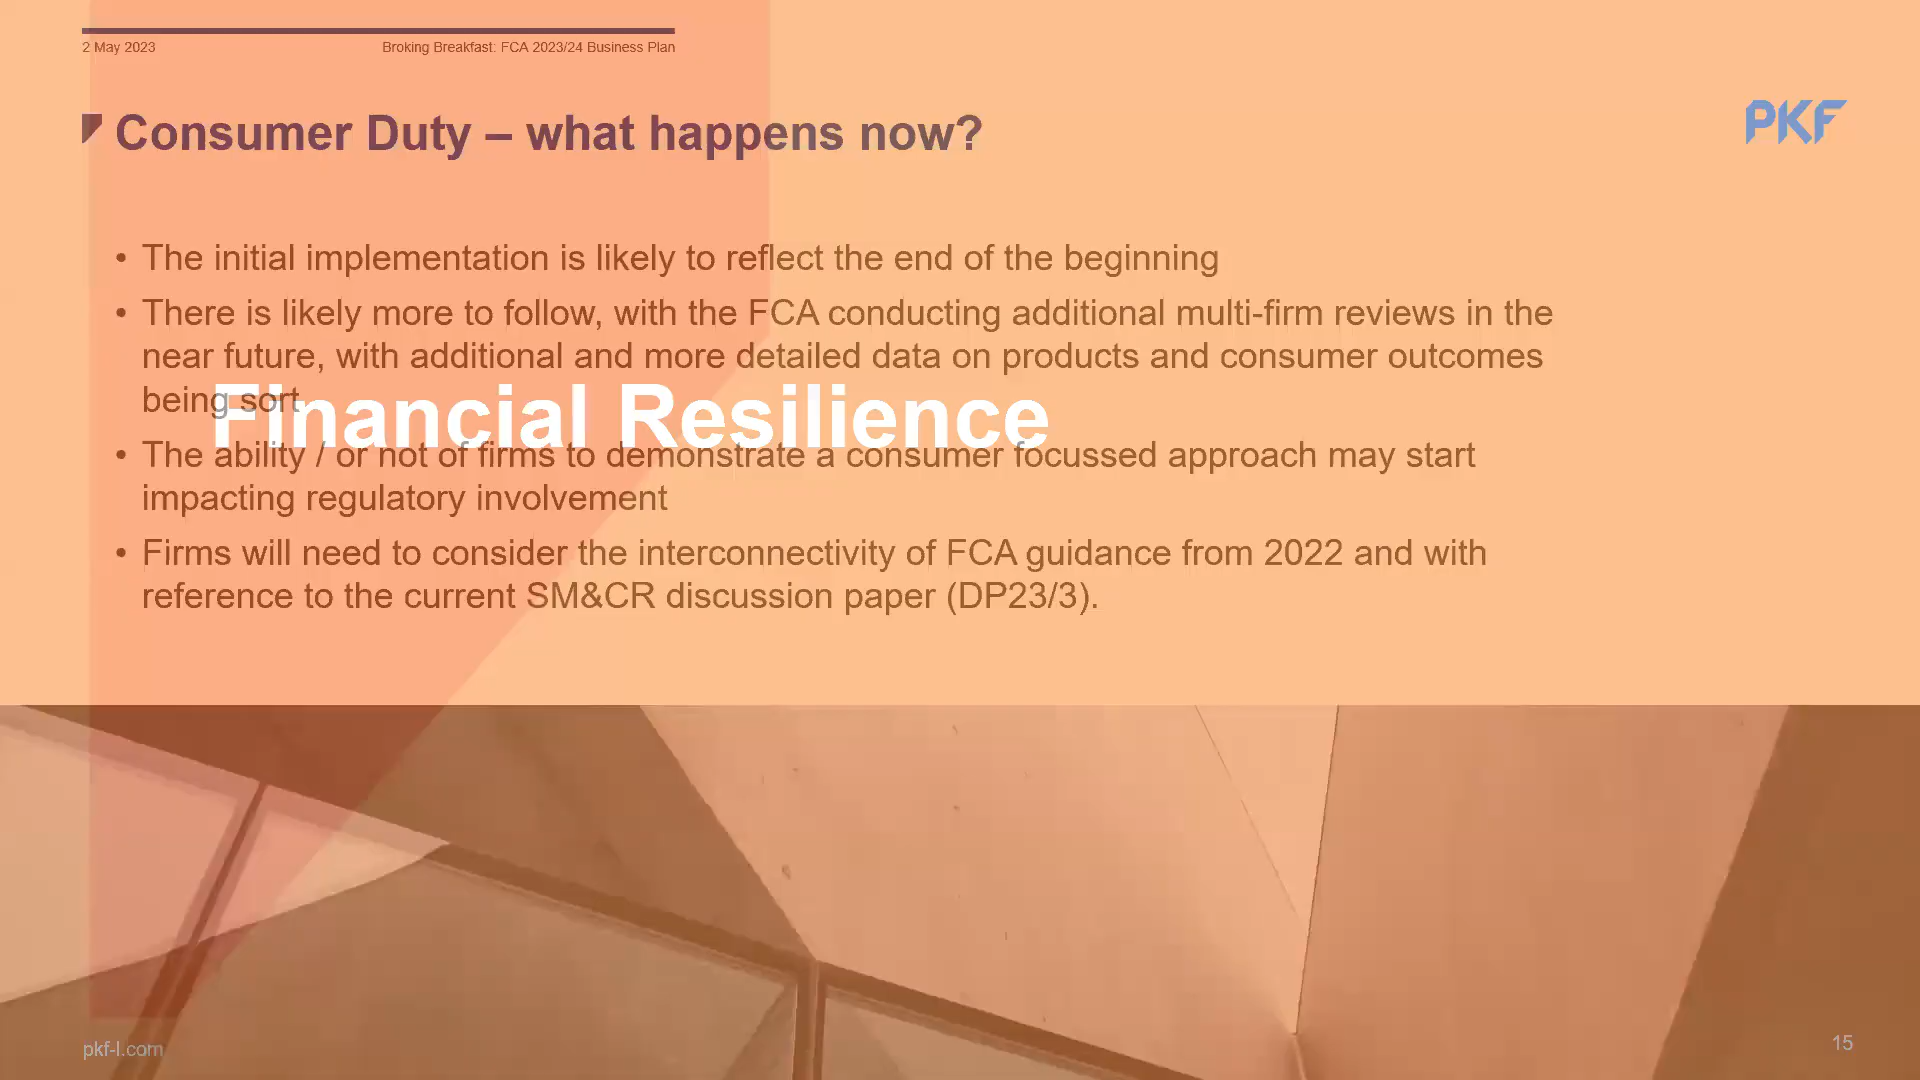 2 May 2023 Broking Breakfast: FCA 2023/24 Business Plan
PKF
Consumer Duty – what happens now?
• The initial implementation is likely to reflect the end of the beginning
• There is likely more to follow, with the FCA conducting additional multi-firm reviews in the
near future, with additional and more detailed data on products and consumer outcomes
being sort
Financial Resilience
• The ability / or not of firms to demonstrate a consumer focussed approach may start
impacting regulatory involvement
• Firms will need to consider the interconnectivity of FCA guidance from 2022 and with
reference to the current SM&CR discussion paper (DP23/3).
pkf-l.com
15